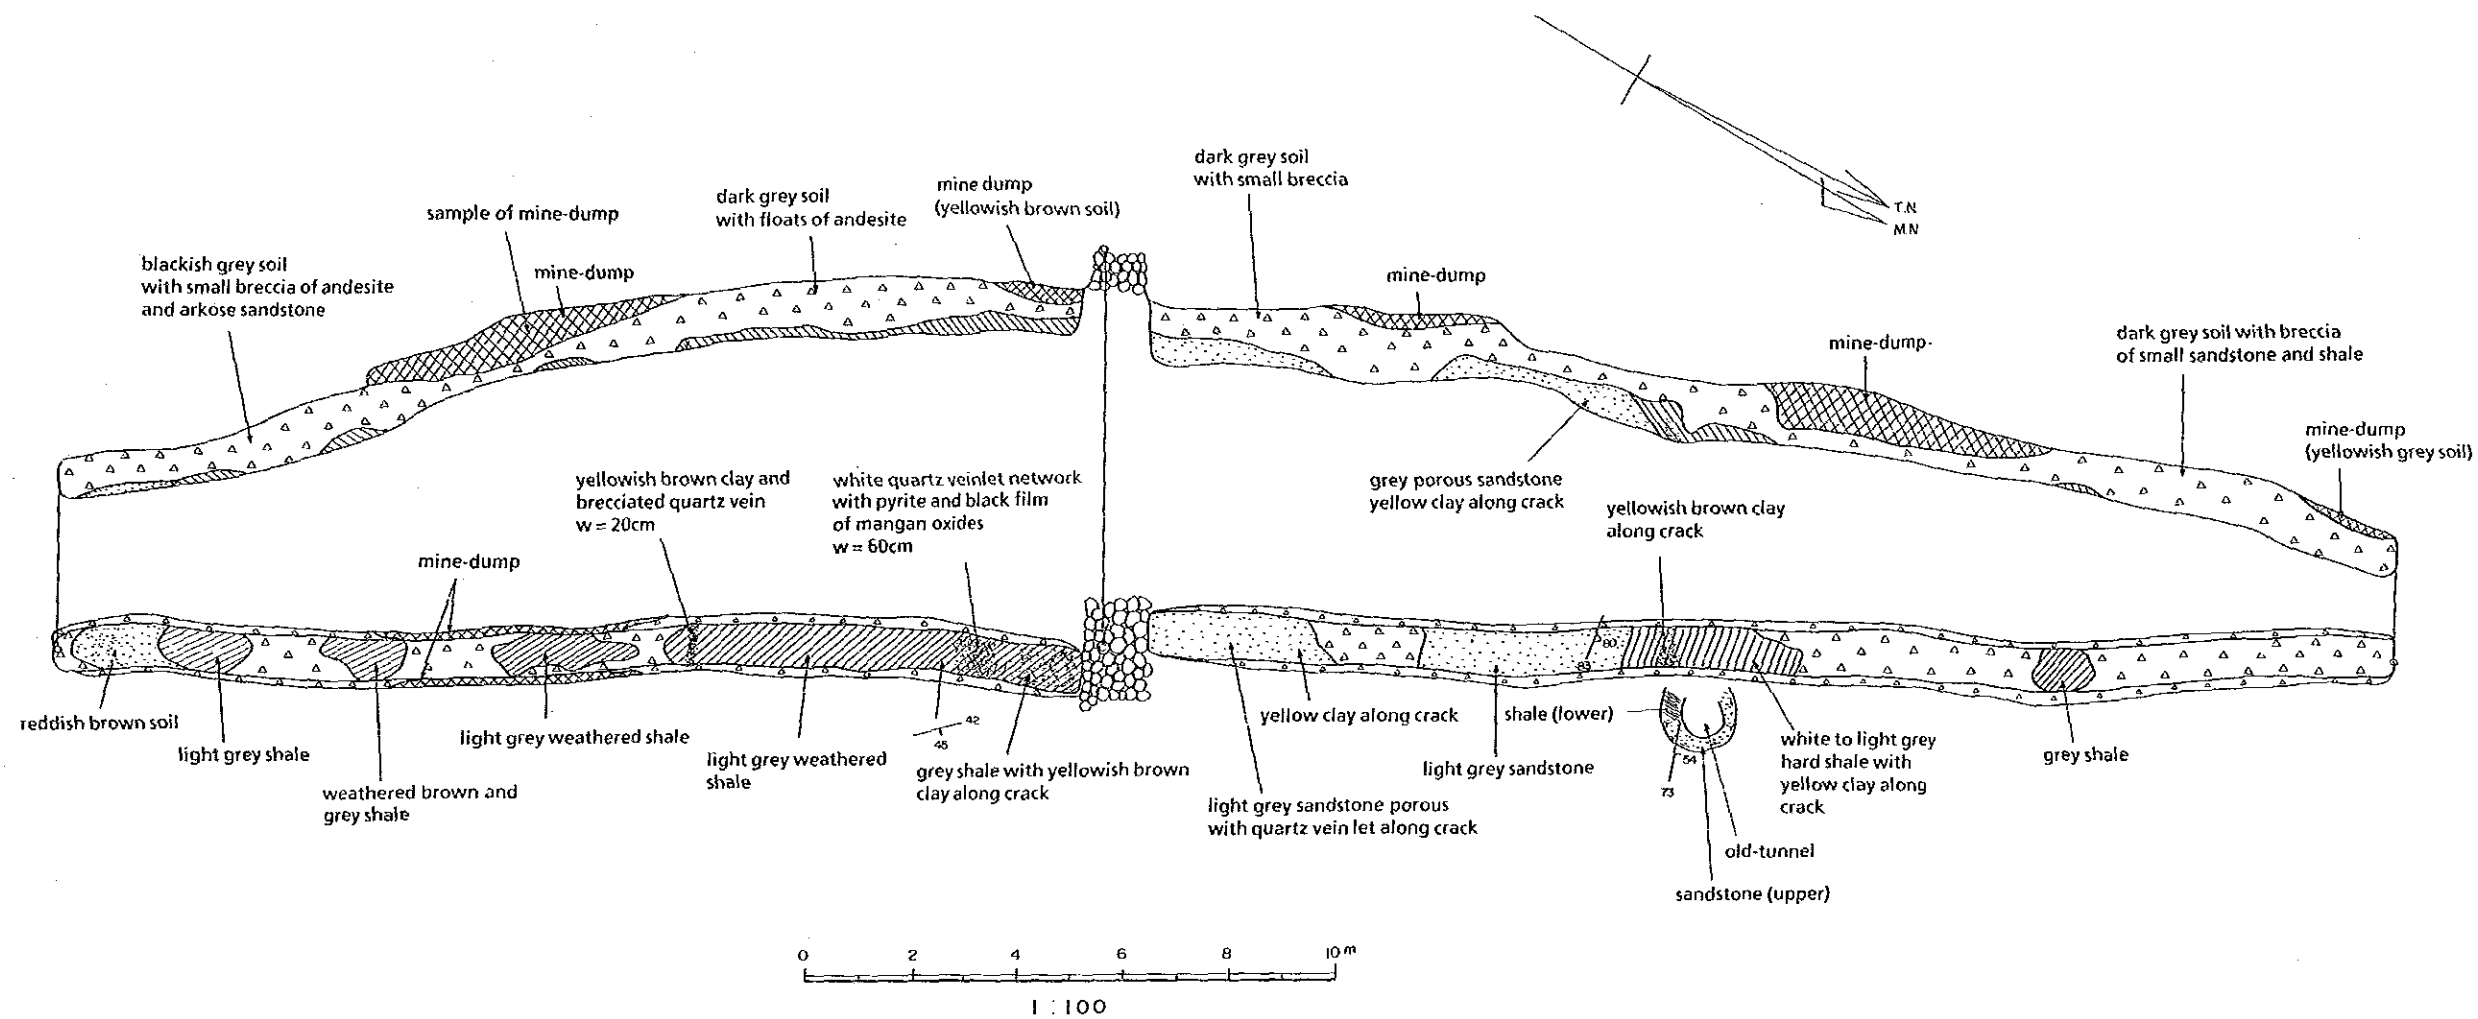 T.N
M.N
dark grey soil
with small breccia
mine dump
(yellowish brown soil)
dark grey soil
with floats of andesite
sample of mine-dump
mine-dump
blackish grey soil
with small breccia of andesite
and arkose sandstone
mine-dump
mine-dump-
dark grey soil with breccia
of small sandstone and shale
mine-dump
(yellowish grey soil)
yellowish brown clay and
brecciated quartz vein
w = 20cm
white quartz veinlet network
with pyrite and black film
of mangan oxides
w = 60cm
grey porous sandstone
yellow clay along crack
yellowish brown clay
along crack
mine-dump
80
83
reddish brown soil
light grey shale
weathered brown and
grey shale
light grey weathered shale
light grey weathered
shale
42
45
grey shale with yellowish brown
clay along crack
yellow clay along crack
light grey sandstone porous
with quartz vein let along crack
light grey sandstone
shale (lower)
54
73
white to light grey
hard shale with
yellow clay along
crack
grey shale
old-tunnel
sandstone (upper)
0 2 4 6 8 10 m
1 : 100